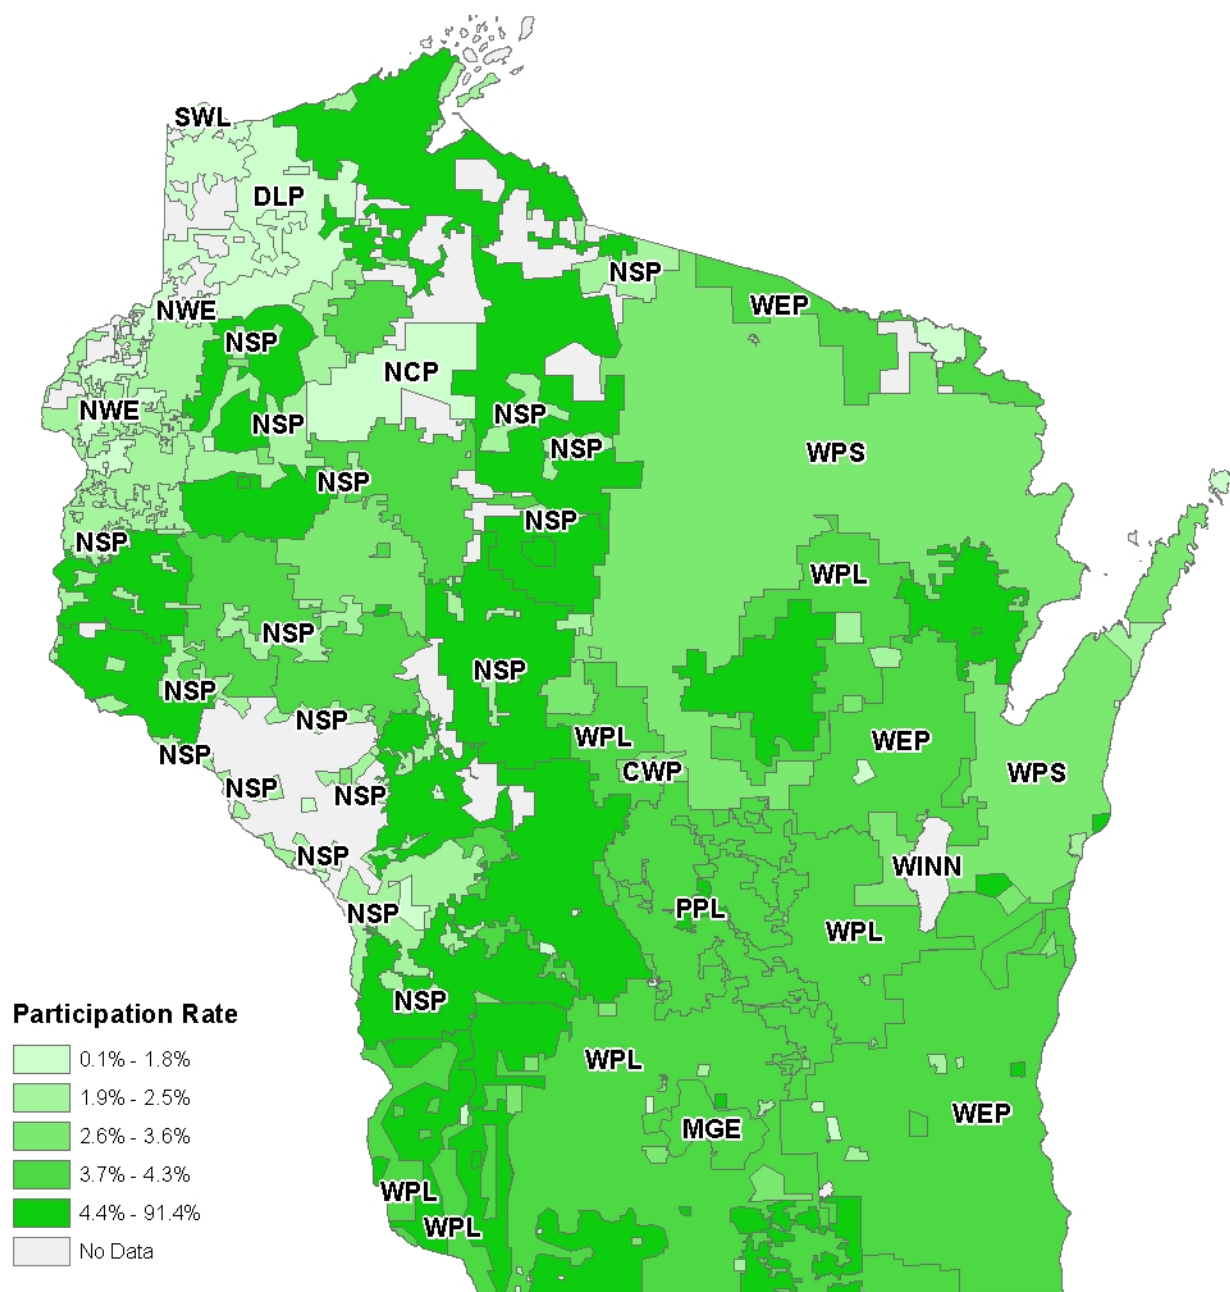 SWL
DLP
NSP
WEP
NWE
NSP
NCP
NWE
NSP
NSP
NSP
WPS
NSP
NSP
NSP
WPL
NSP
NSP
NSP
NSP
WPL
WEP
NSP
CWP
WPS
NSP
NSP
NSP
WINN
NSP
PPL
WPL
NSP
WPL
WEP
MGE
WPL
WPL
Participation Rate
0.1% - 1.8%
1.9% - 2.5%
2.6% - 3.6%
3.7% - 4.3%
4.4% - 91.4%
No Data